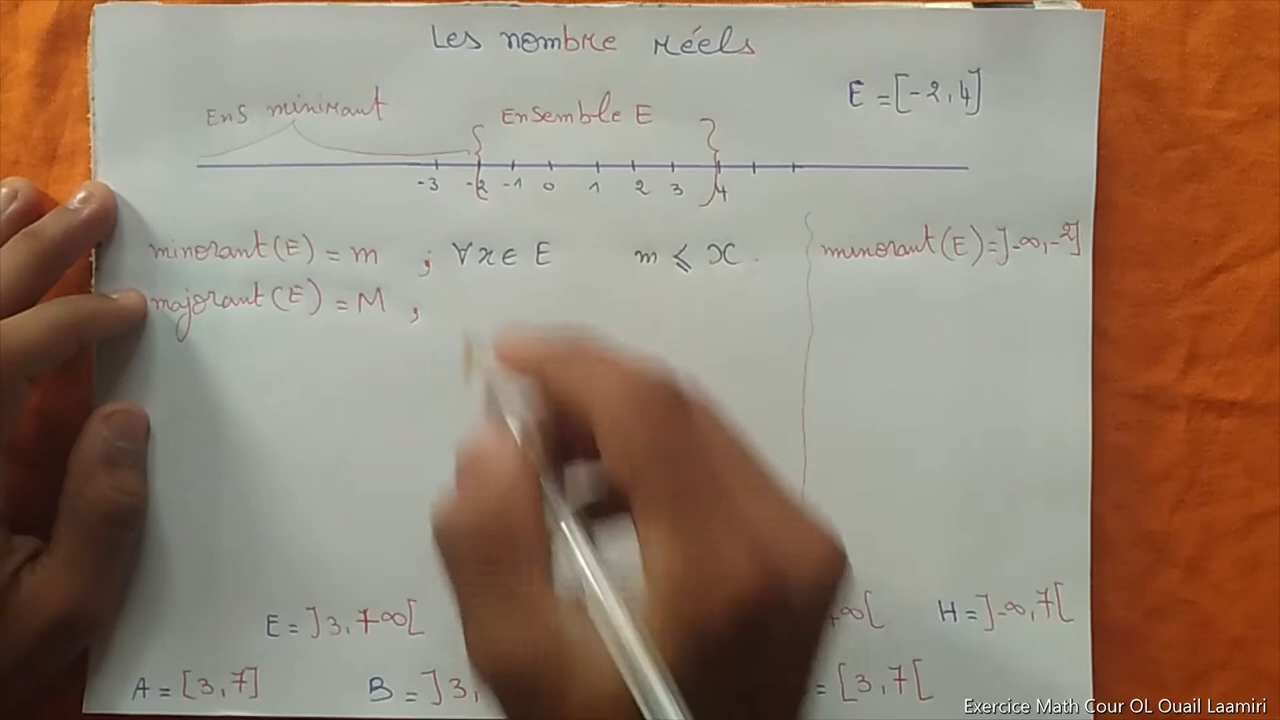 Les nombre réels
E = [-2, 4]
Ens minirant
Ensemble E
-3 -2 -1 0 1 2 3 4
minorant (E) = m ; ∀x ∈ E m ⩽ x.
minorant (E) = ]-∞, -2]
majorant (E) = M ,
E = ]3, +∞[
+∞[
H = ]-∞, 7[
A = [3, 7]
B = ]3,
= [3, 7[
Exercice Math Cour OL Ouail Laamiri